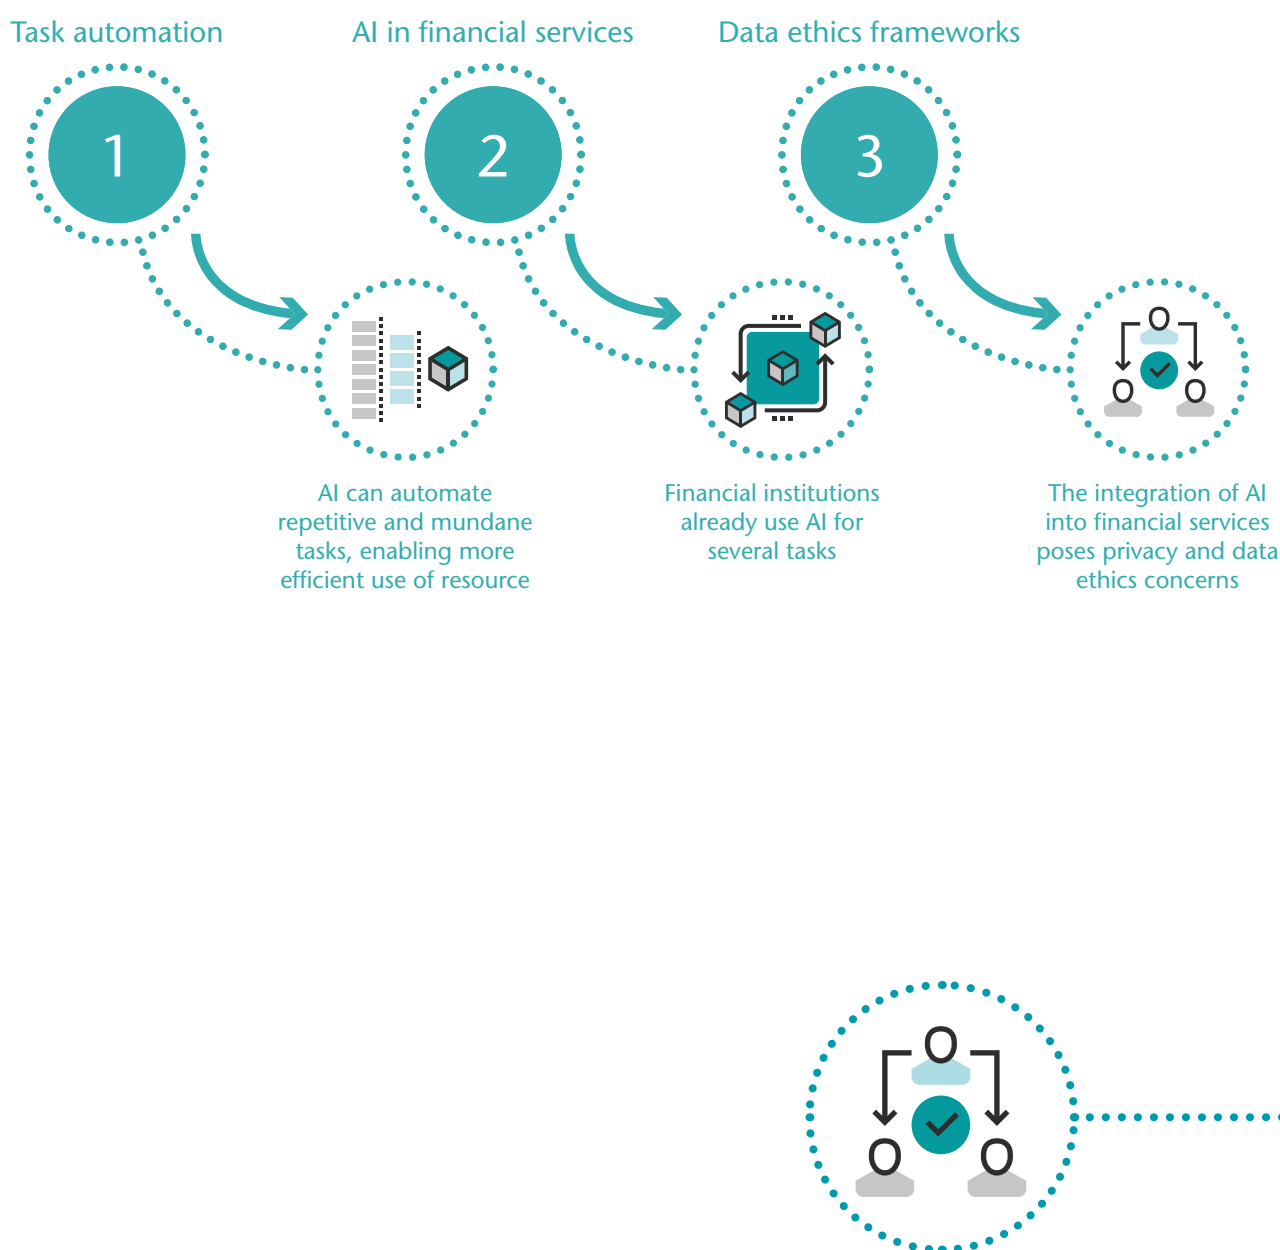 Task automation
AI in financial services
Data ethics frameworks
1
2
3
AI can automate
repetitive and mundane
tasks, enabling more
efficient use of resource
Financial institutions
already use AI for
several tasks
The integration of AI
into financial services
poses privacy and data
ethics concerns